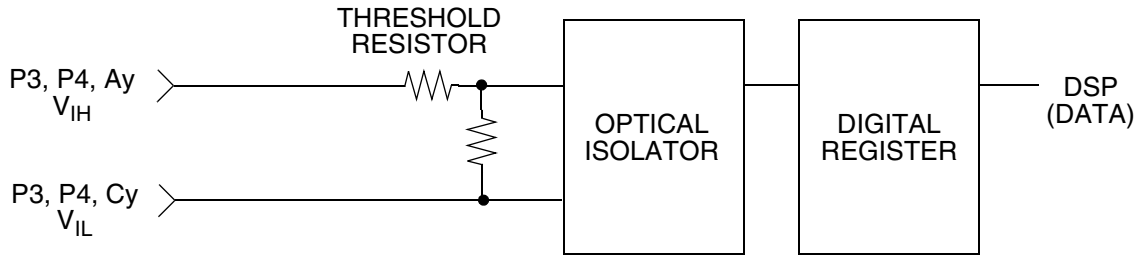 THRESHOLD
RESISTOR
P3, P4, Ay
VIH
OPTICAL
ISOLATOR
DIGITAL
REGISTER
DSP
(DATA)
P3, P4, Cy
VIL